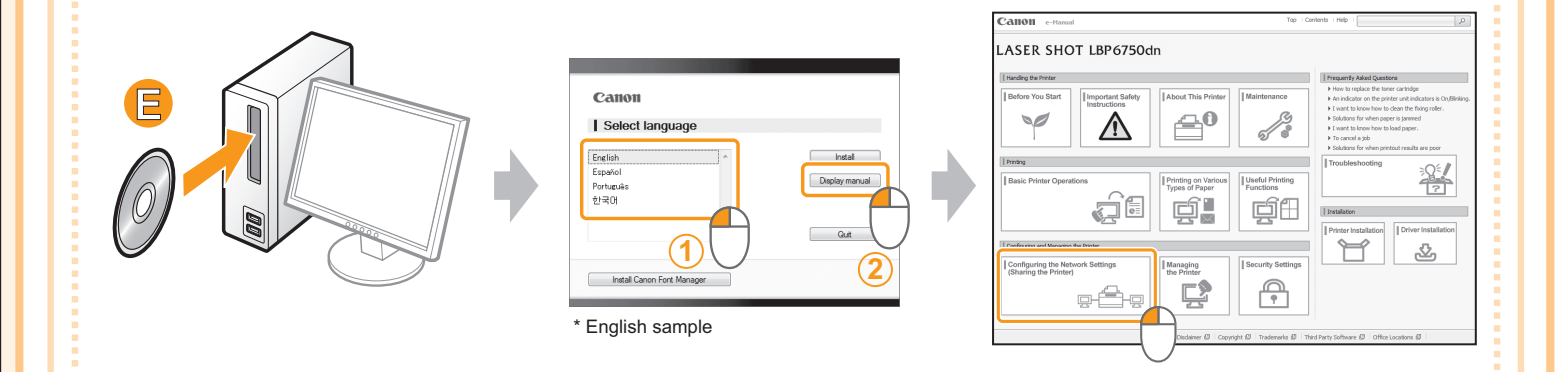 E
Canon
Select language
English
Español
Português
한국어
Install
Display manual
Quit
Install Canon Font Manager
1
2
* English sample
Canon e-Manual
Top Contents Help
LASER SHOT LBP6750dn
Handling the Printer
Before You Start
Important Safety
Instructions
About This Printer
Maintenance
Printing
Basic Printer Operations
Printing on Various
Types of Paper
Useful Printing
Functions
Configuring and Managing the Printer
Configuring the Network Settings
(Sharing the Printer)
Managing
the Printer
Security Settings
Frequently Asked Questions
How to replace the toner cartridge
An indicator on the printer unit indicators is On/Blinking.
I want to know how to clean the fixing roller.
Solutions for when paper is jammed
I want to know how to load paper.
To cancel a job
Solutions for when printout results are poor
Troubleshooting
Installation
Printer Installation
Driver Installation
Disclaimer Copyright Trademarks Third Party Software Office Locations